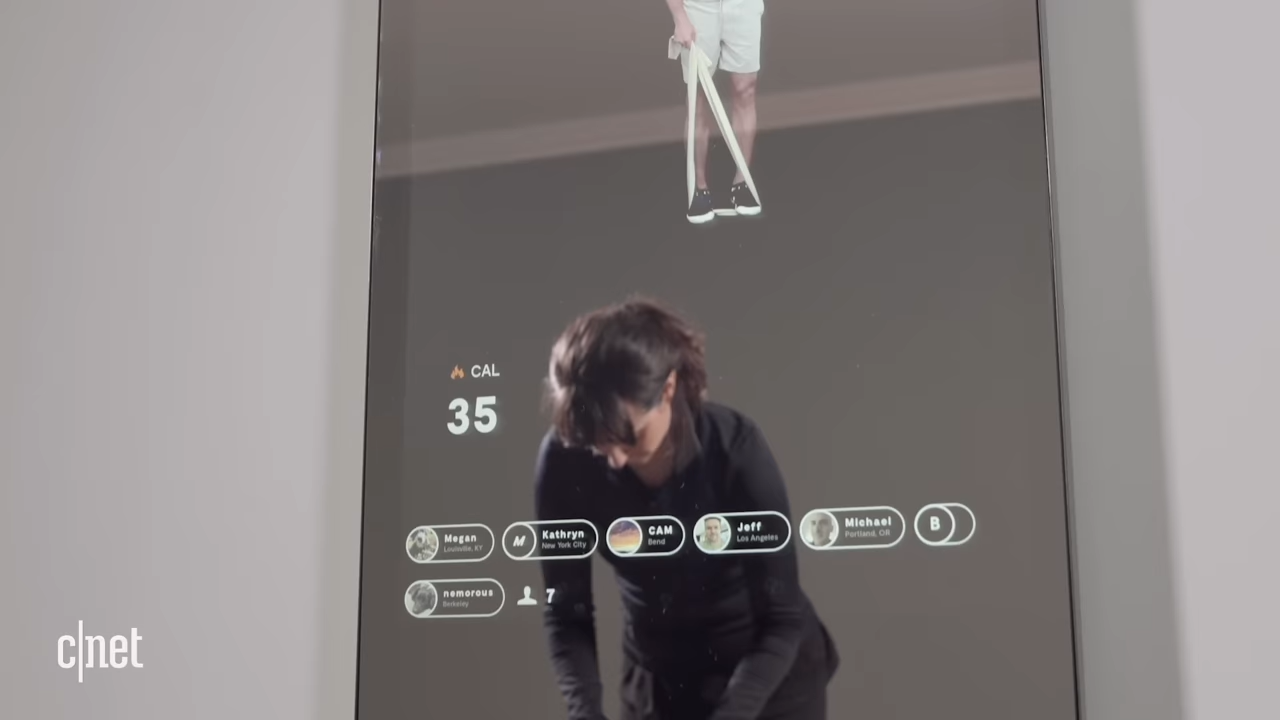 CAL
35
Megan
Louisville, KY
M
Kathryn
New York City
CAM
Bend
Jeff
Los Angeles
Michael
Portland, OR
B
nemorous
Berkeley
7
c|net